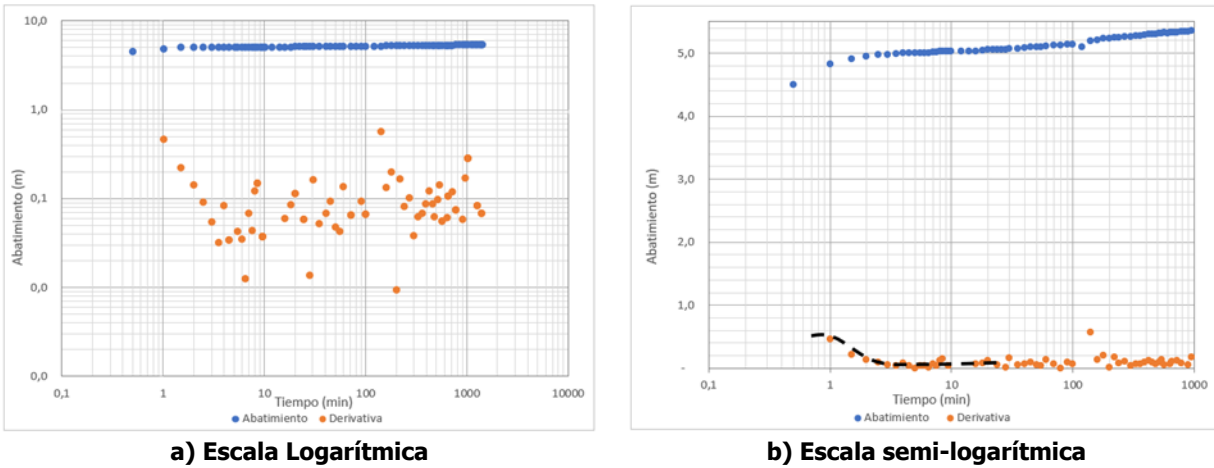 10,0
1,0
0,1
0,0
0,0
Abatimiento (m)
0,1 1 10 100 1000 10000
Tiempo (min)
Abatimiento Derivativa
a) Escala Logarítmica
5,0
4,0
3,0
2,0
1,0
-
Abatimiento (m)
0,1 1 10 100 1000
Tiempo (min)
Abatimiento Derivativa
b) Escala semi-logarítmica